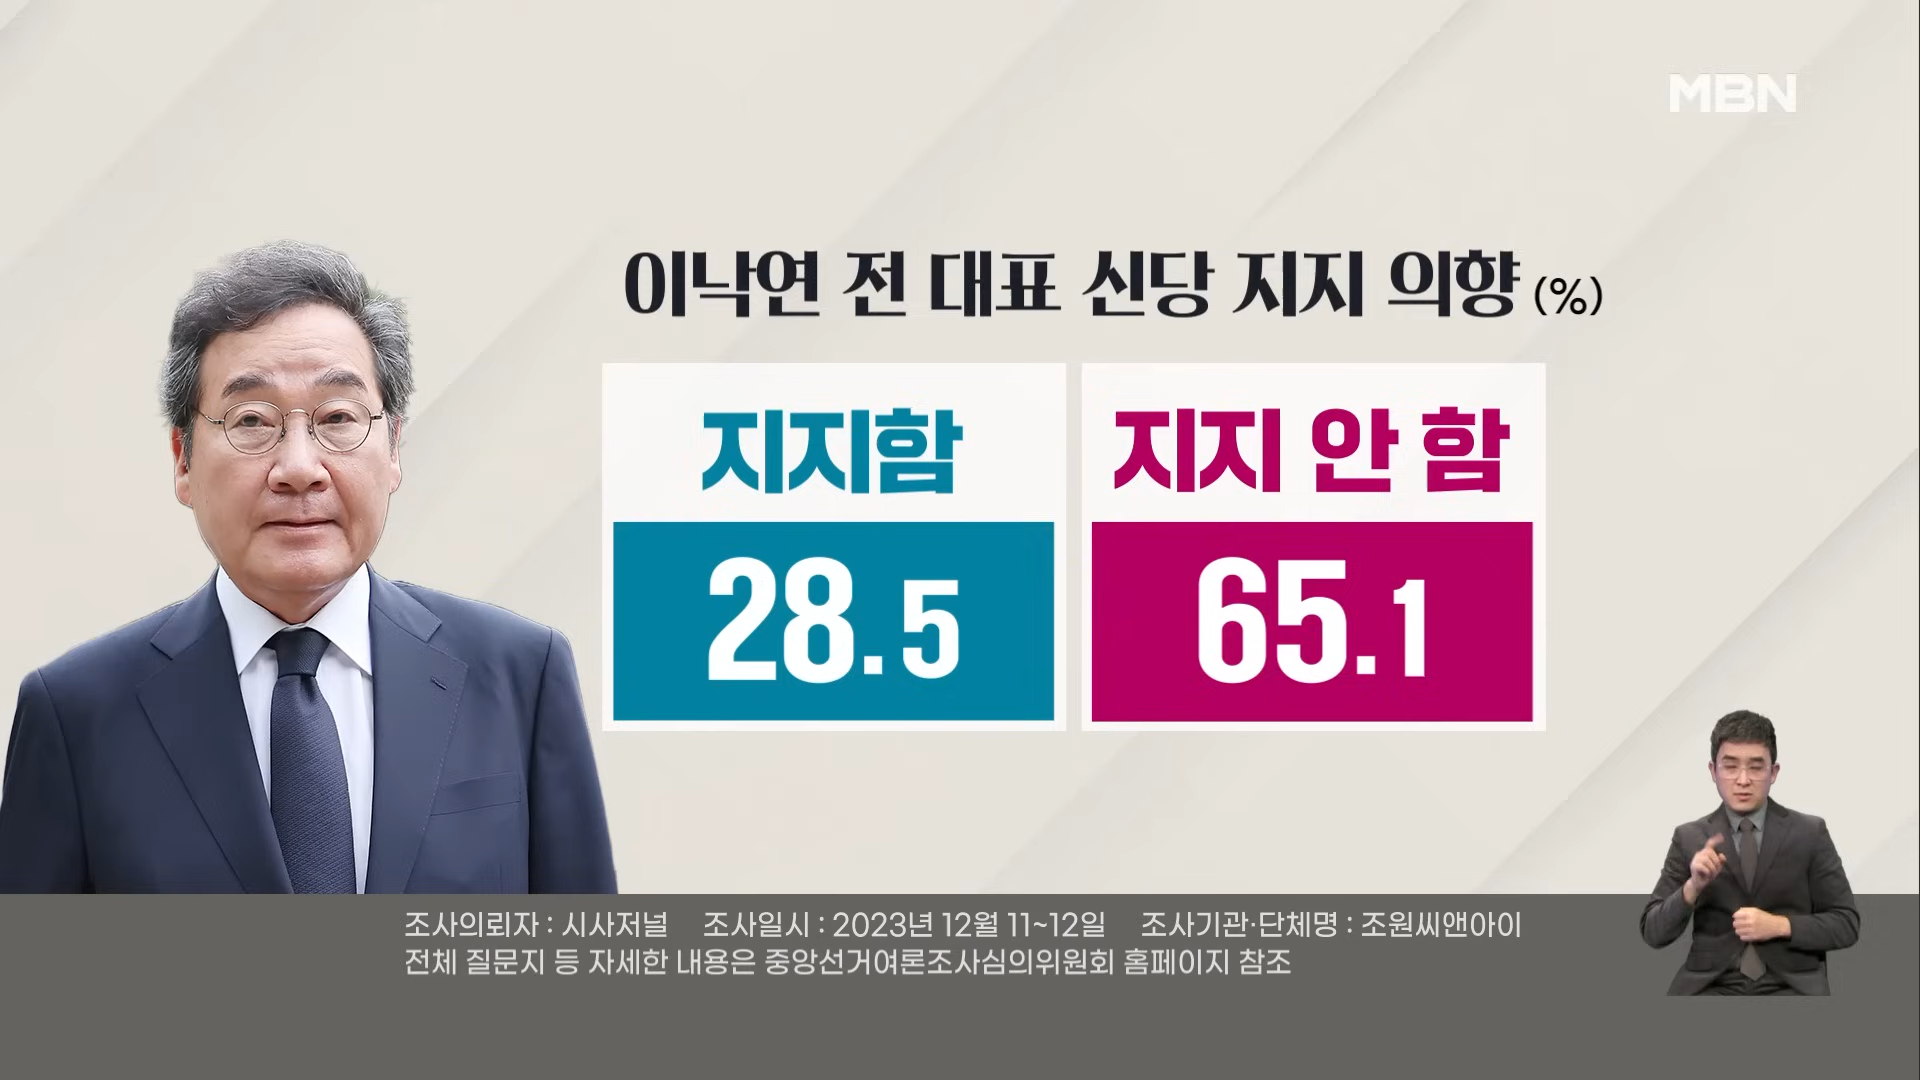 MBN
이낙연 전 대표 신당 지지 의향 (%)
지지함
28.5
지지 안 함
65.1
조사의뢰자 : 시사저널 조사일시 : 2023년 12월 11~12일 조사기관·단체명 : 조원씨앤아이
전체 질문지 등 자세한 내용은 중앙선거여론조사심의위원회 홈페이지 참조